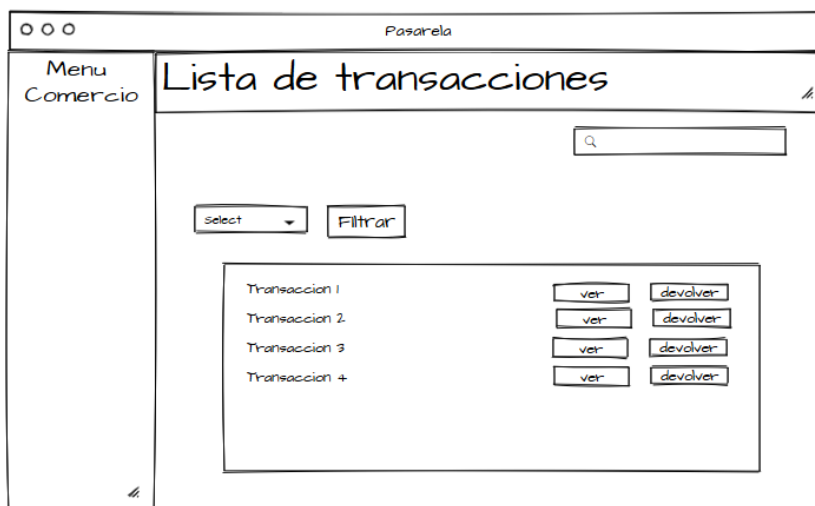 Pasarela
Menu
Comercio
Lista de transacciones
Select
Filtrar
Transaccion 1 ver devolver
Transaccion 2 ver devolver
Transaccion 3 ver devolver
Transaccion 4 ver devolver